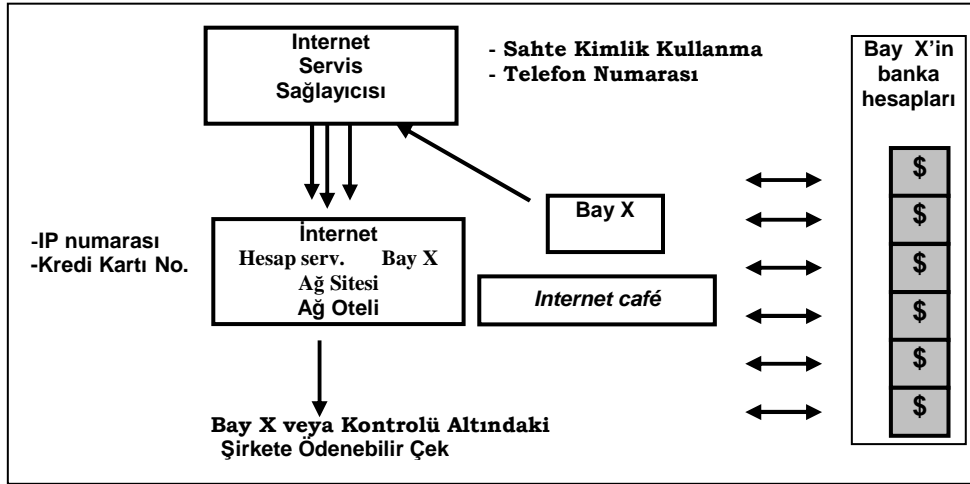 Internet
Servis
Sağlayıcısı
- Sahte Kimlik Kullanma
- Telefon Numarası
Bay X'in
banka
hesapları
$
$
$
$
$
$
Bay X
-IP numarası
-Kredi Kartı No.
İnternet
Hesap serv. Bay X
Ağ Sitesi
Ağ Oteli
Internet café
Bay X veya Kontrolü Altındaki
Şirkete Ödenebilir Çek